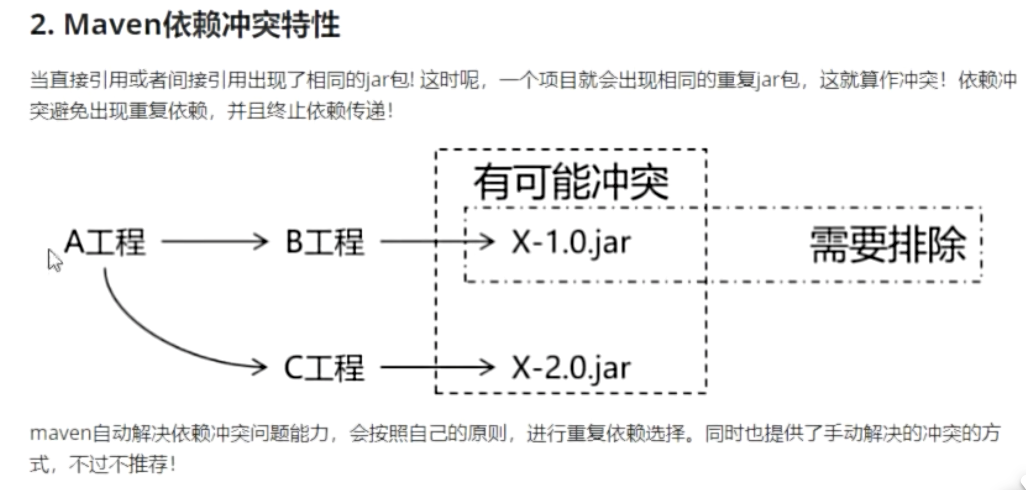 2. Maven依赖冲突特性
当直接引用或者间接引用出现了相同的jar包! 这时呢，一个项目就会出现相同的重复jar包，这就算作冲突！依赖冲
突避免出现重复依赖，并且终止依赖传递！
有可能冲突
A工程
B工程
X-1.0.jar
需要排除
C工程
X-2.0.jar
maven自动解决依赖冲突问题能力，会按照自己的原则，进行重复依赖选择。同时也提供了手动解决的冲突的方
式，不过不推荐！